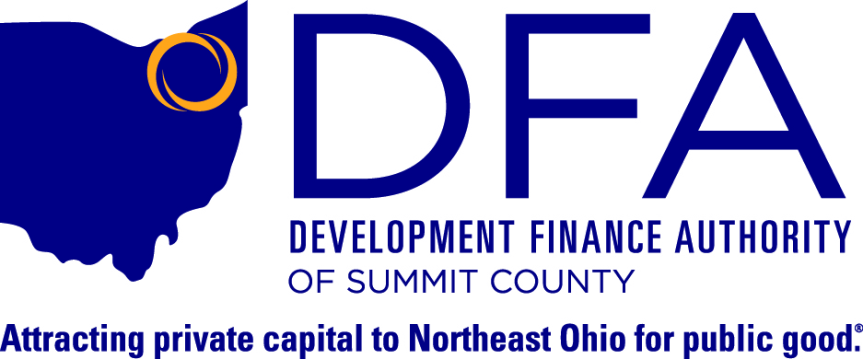 DFA
DEVELOPMENT FINANCE AUTHORITY
OF SUMMIT COUNTY
Attracting private capital to Northeast Ohio for public good.®